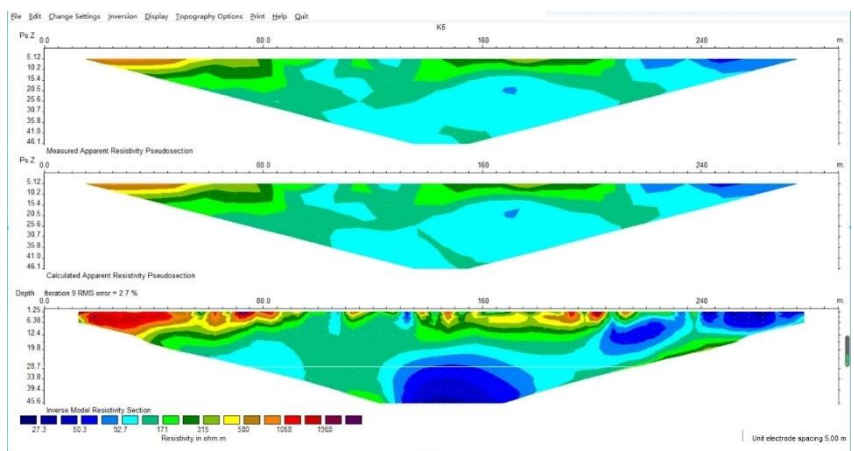 File Edit Change Settings Inversion Display Topography Options Print Help Quit
K5
Ps.Z 0.0 80.0 160 240 m.
5.12
10.2
15.4
20.5
25.6
30.7
35.8
41.0
46.1
Measured Apparent Resistivity Pseudosection
Ps.Z 0.0 80.0 160 240 m.
5.12
10.2
15.4
20.5
25.6
30.7
35.8
41.0
46.1
Calculated Apparent Resistivity Pseudosection
Depth Iteration 9 RMS error = 2.7 %
0.0 80.0 160 240 m.
1.25
6.38
12.4
19.8
28.7
33.8
39.4
45.6
Inverse Model Resistivity Section
27.3 50.3 92.7 171 315 580 1068 1968
Resistivity in ohm.m
Unit electrode spacing 5.00 m